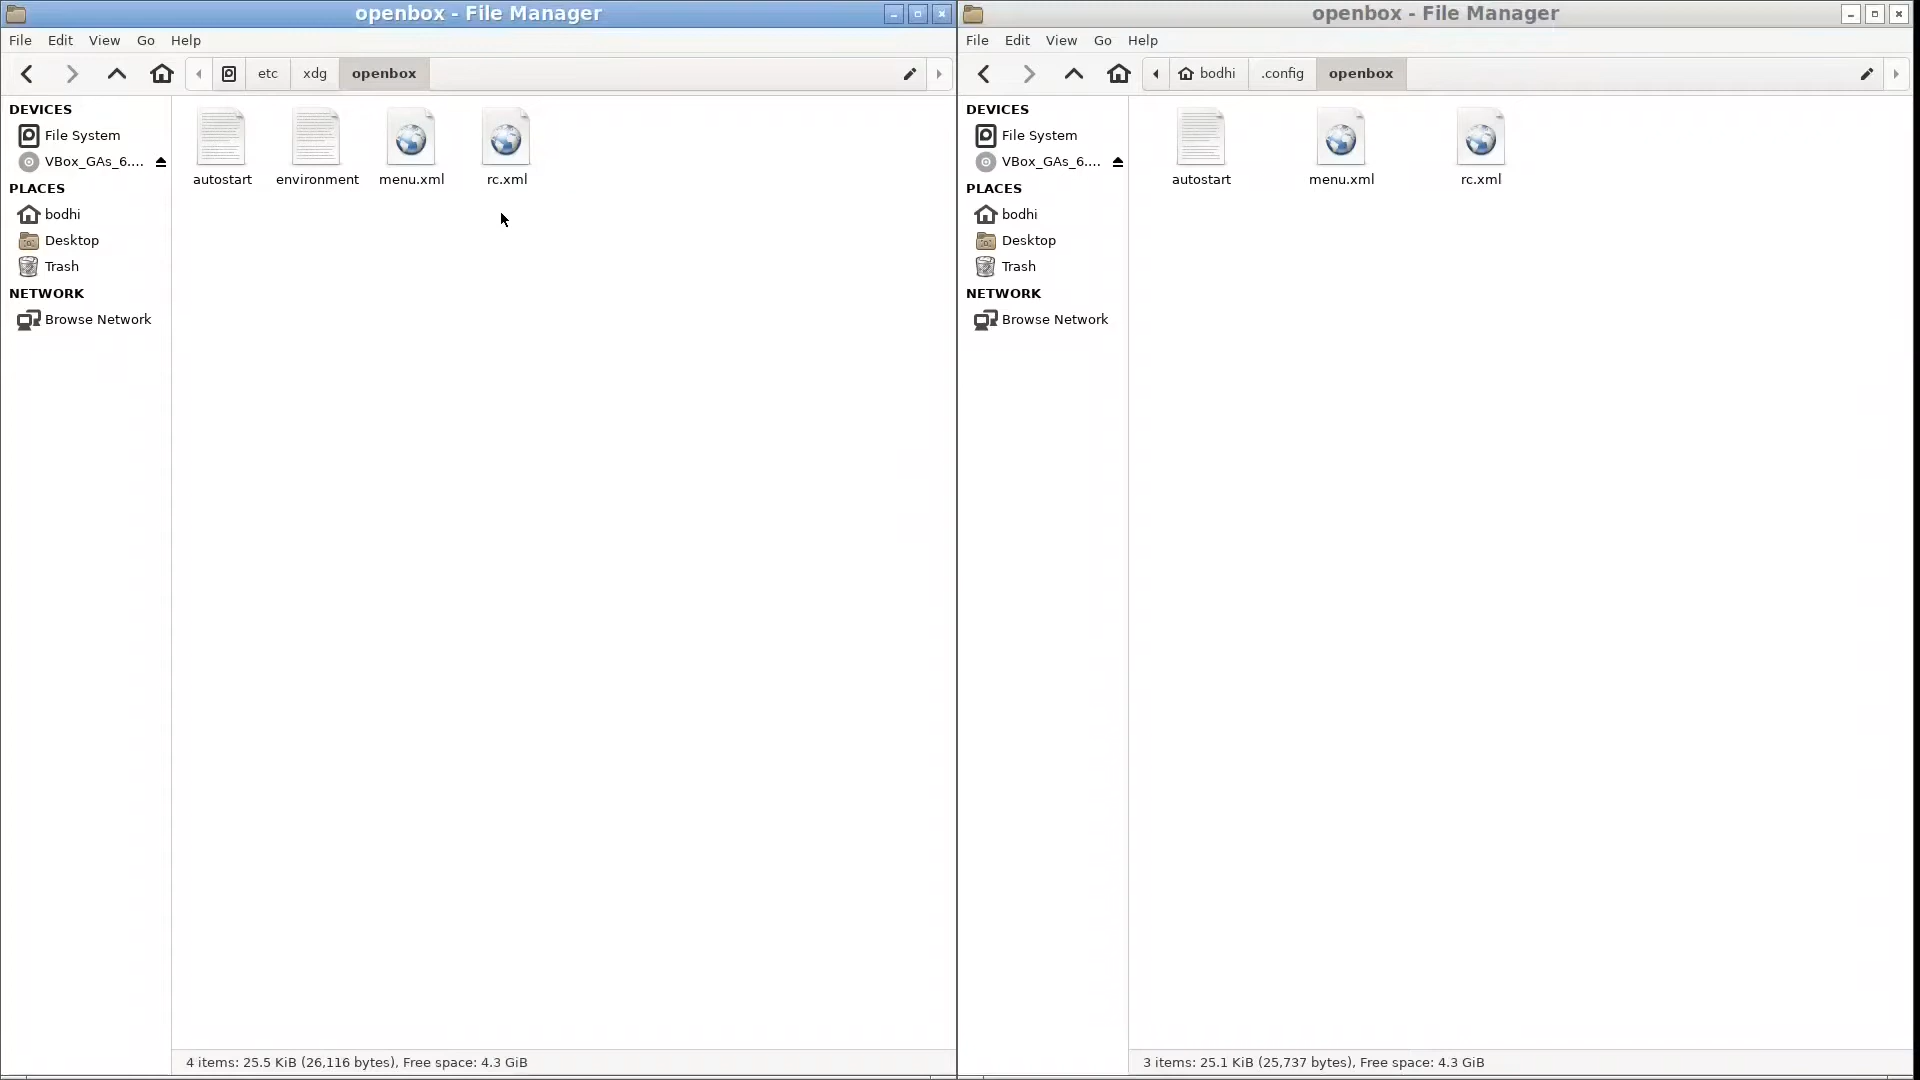 openbox - File Manager
File Edit View Go Help
etc xdg openbox
DEVICES
File System
VBox_GAs_6....
PLACES
bodhi
Desktop
Trash
NETWORK
Browse Network
autostart environment menu.xml rc.xml
4 items: 25.5 KiB (26,116 bytes), Free space: 4.3 GiB
openbox - File Manager
File Edit View Go Help
bodhi .config openbox
DEVICES
File System
VBox_GAs_6....
PLACES
bodhi
Desktop
Trash
NETWORK
Browse Network
autostart menu.xml rc.xml
3 items: 25.1 KiB (25,737 bytes), Free space: 4.3 GiB